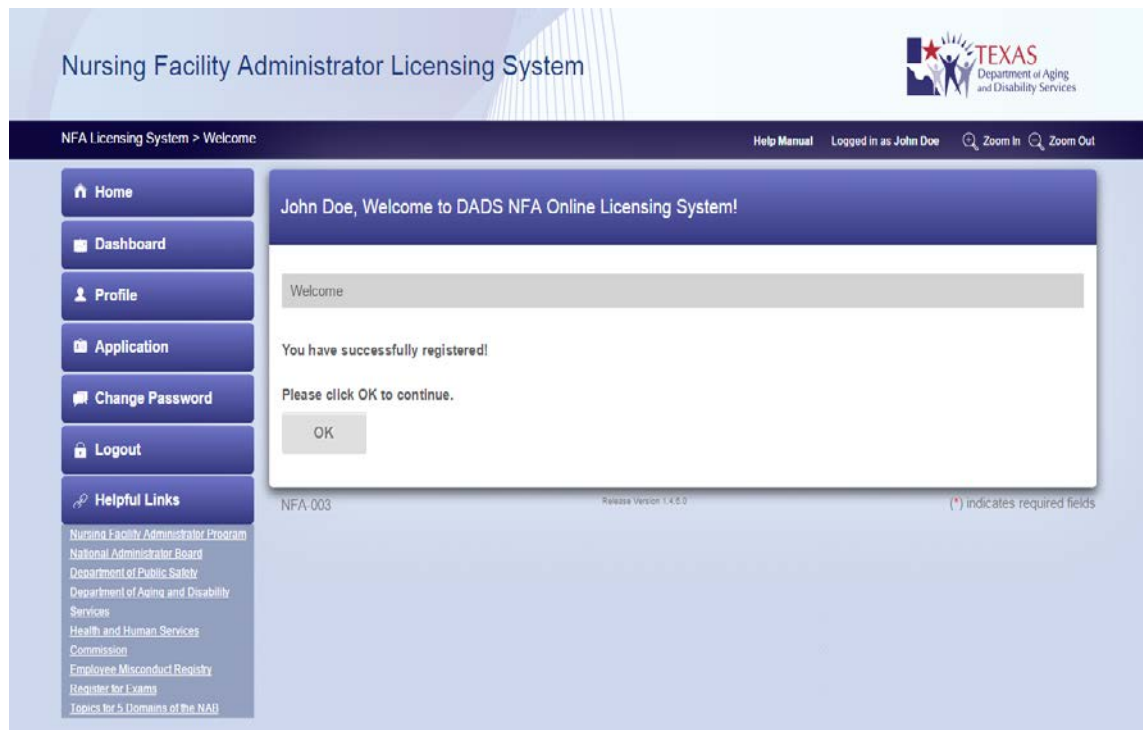 Nursing Facility Administrator Licensing System
TEXAS
Department of Aging
and Disability Services
NFA Licensing System > Welcome
Help Manual Logged in as John Doe Zoom In Zoom Out
Home
Dashboard
Profile
Application
Change Password
Logout
Helpful Links
Nursing Facility Administrator Program
National Administrator Board
Department of Public Safety
Department of Aging and Disability
Services
Health and Human Services
Commission
Employee Misconduct Registry
Register for Exams
Topics for 5 Domains of the NAB
John Doe, Welcome to DADS NFA Online Licensing System!
Welcome
You have successfully registered!
Please click OK to continue.
OK
NFA-003
Release Version
(*) indicates required fields